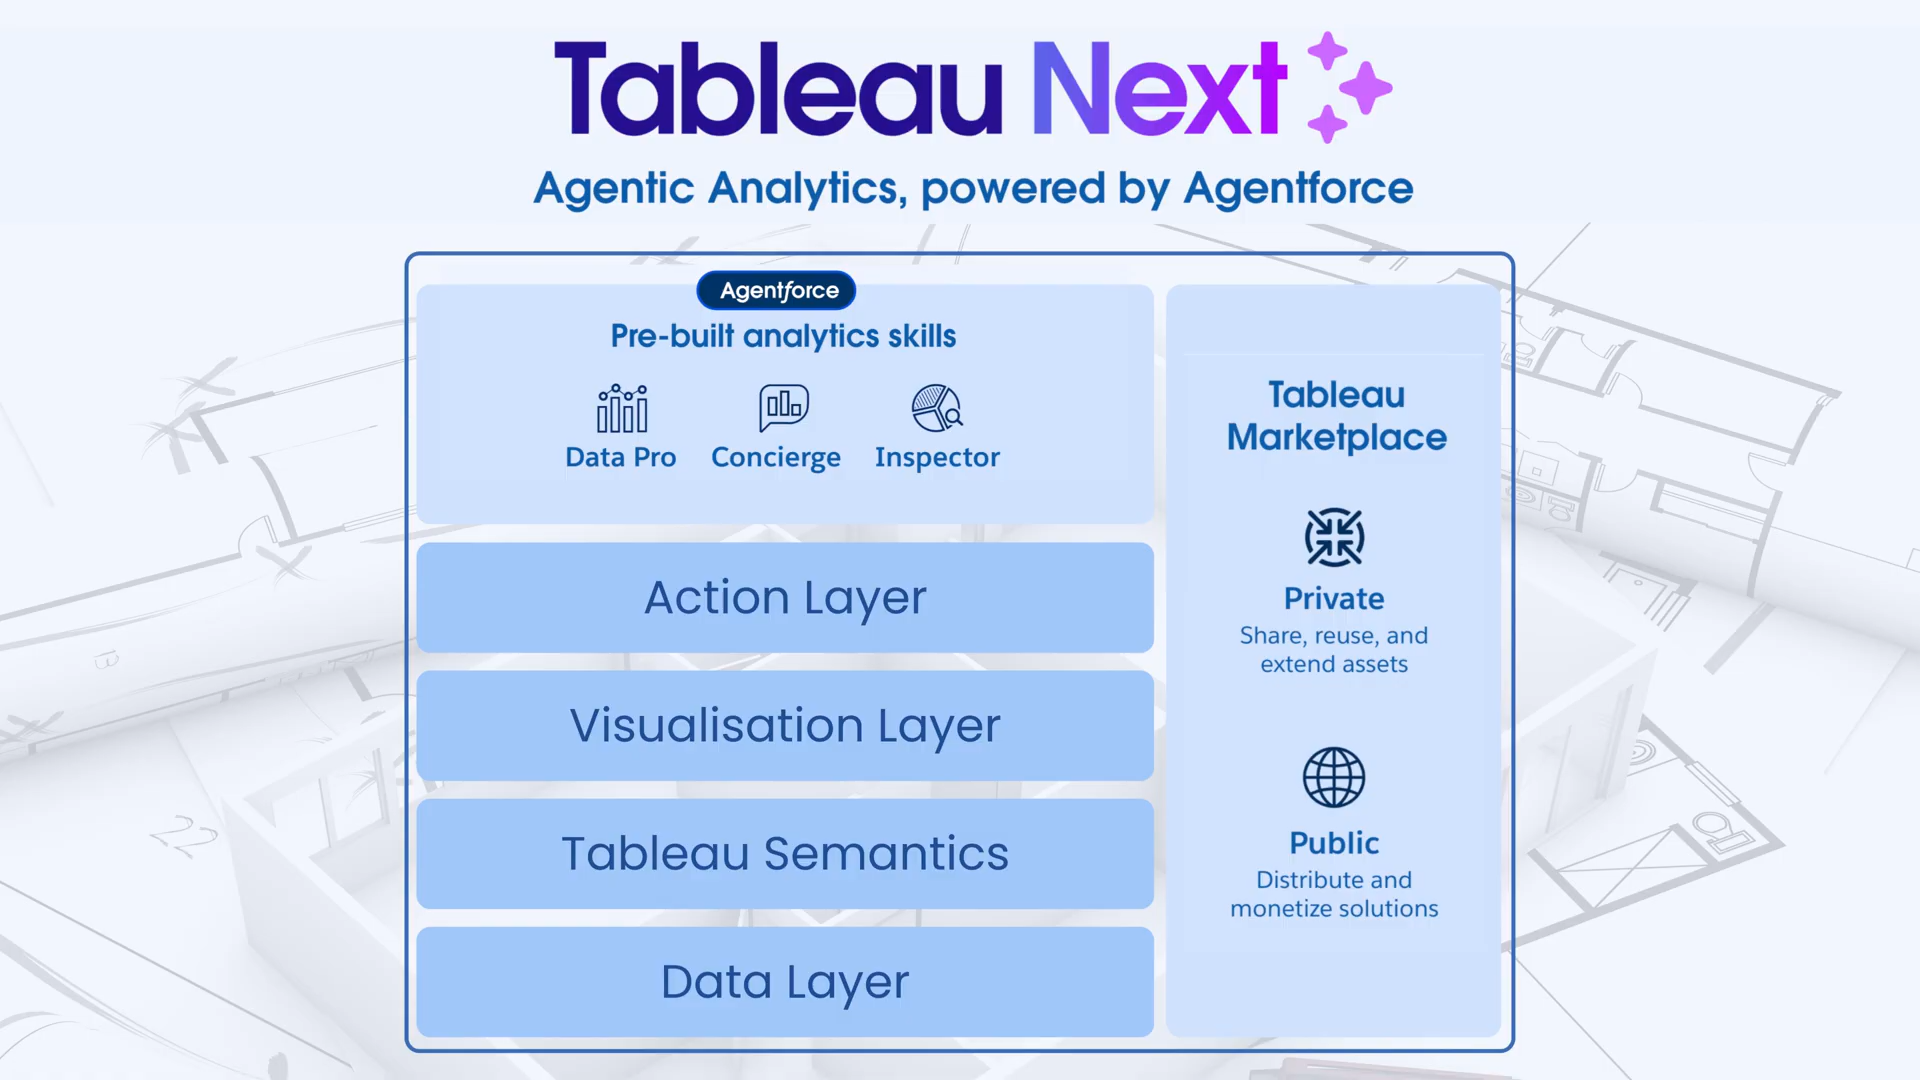 Tableau Next
Agentic Analytics, powered by Agentforce
Agentforce
Pre-built analytics skills
Data Pro
Concierge
Inspector
Action Layer
Visualisation Layer
Tableau Semantics
Data Layer
Tableau
Marketplace
Private
Share, reuse, and
extend assets
Public
Distribute and
monetize solutions
22